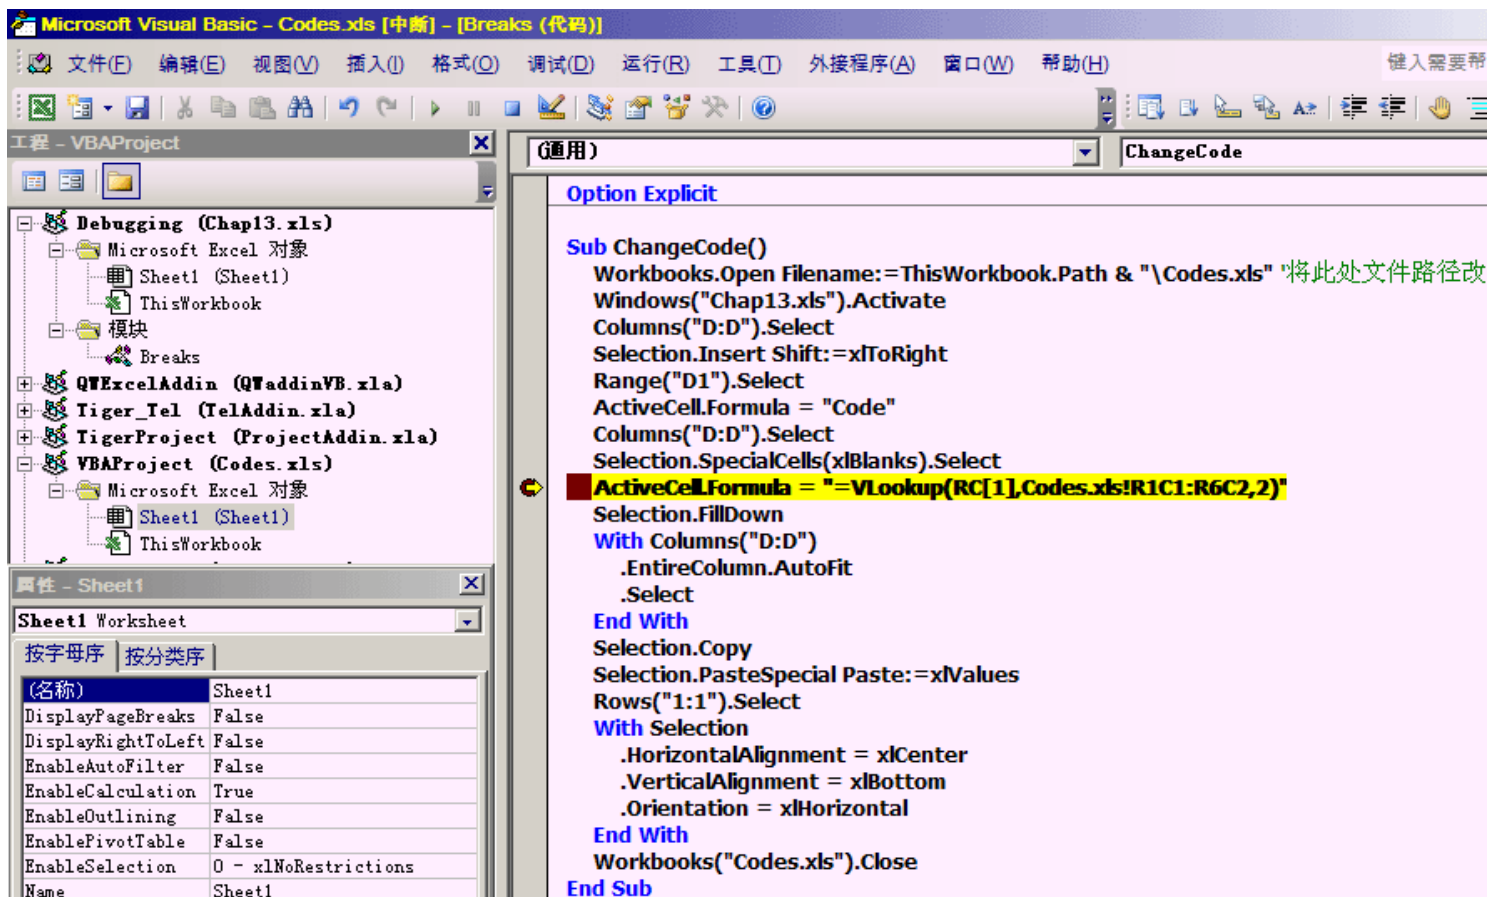 Microsoft Visual Basic - Codes.xls [中断] - [Breaks (代码)]
文件(F) 编辑(E) 视图(V) 插入(I) 格式(O) 调试(D) 运行(R) 工具(T) 外接程序(A) 窗口(W) 帮助(H) 键入需要帮
工程 - VBAProject
Debugging (Chap13.xls)
Microsoft Excel 对象
Sheet1 (Sheet1)
ThisWorkbook
模块
Breaks
QWExcelAddin (QWaddinVB.xla)
Tiger_Tel (TelAddin.xla)
TigerProject (ProjectAddin.xla)
VBAProject (Codes.xls)
Microsoft Excel 对象
Sheet1 (Sheet1)
ThisWorkbook
属性 - Sheet1
Sheet1 Worksheet
按字母序 按分类序
(名称) Sheet1
DisplayPageBreaks False
DisplayRightToLeft False
EnableAutoFilter False
EnableCalculation True
EnableOutlining False
EnablePivotTable False
EnableSelection 0 - xlNoRestrictions
Name Sheet1
(通用) ChangeCode
Option Explicit
Sub ChangeCode()
Workbooks.Open Filename:=ThisWorkbook.Path & "\Codes.xls" '将此处文件路径改
Windows("Chap13.xls").Activate
Columns("D:D").Select
Selection.Insert Shift:=xlToRight
Range("D1").Select
ActiveCell.Formula = "Code"
Columns("D:D").Select
Selection.SpecialCells(xlBlanks).Select
ActiveCell.Formula = "=VLookup(RC[1],Codes.xls!R1C1:R6C2,2)"
Selection.FillDown
With Columns("D:D")
.EntireColumn.AutoFit
.Select
End With
Selection.Copy
Selection.PasteSpecial Paste:=xlValues
Rows("1:1").Select
With Selection
.HorizontalAlignment = xlCenter
.VerticalAlignment = xlBottom
.Orientation = xlHorizontal
End With
Workbooks("Codes.xls").Close
End Sub